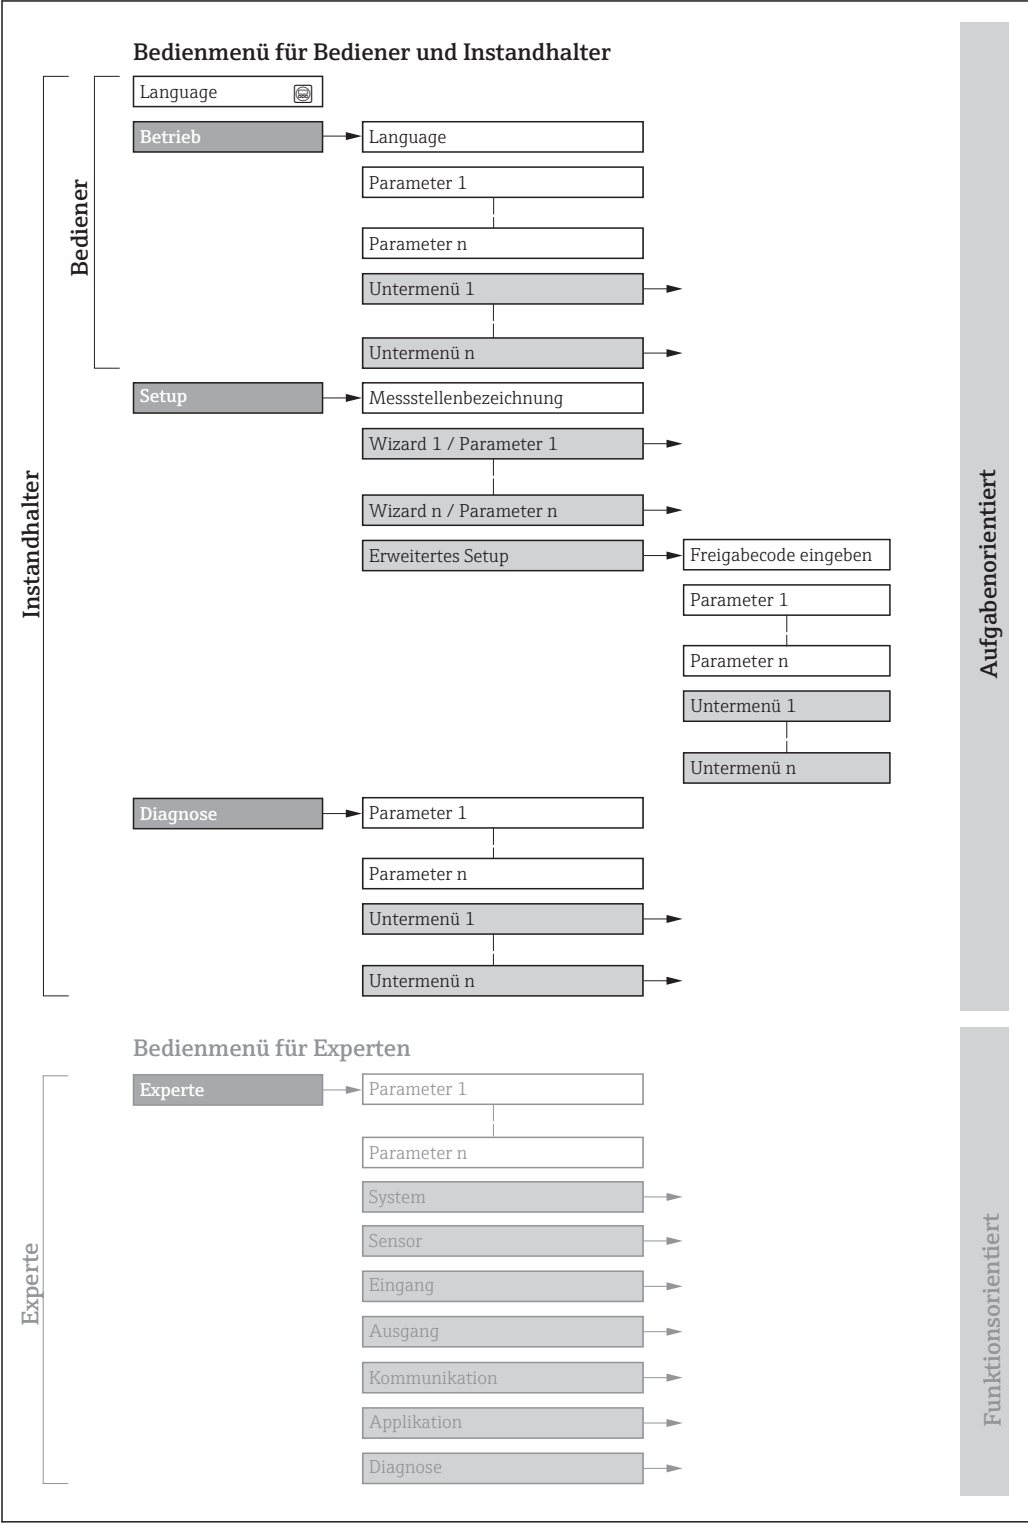 Bedienmenü für Bediener und Instandhalter
Language
Betrieb
Language
Parameter 1
Parameter n
Untermenü 1
Untermenü n
Bediener
Setup
Messstellenbezeichnung
Wizard 1 / Parameter 1
Wizard n / Parameter n
Erweitertes Setup
Freigabecode eingeben
Parameter 1
Parameter n
Untermenü 1
Untermenü n
Instandhalter
Aufgabenorientiert
Diagnose
Parameter 1
Parameter n
Untermenü 1
Untermenü n
Bedienmenü für Experten
Experte
Parameter 1
Parameter n
System
Sensor
Eingang
Ausgang
Kommunikation
Applikation
Diagnose
Experte
Funktionsorientiert